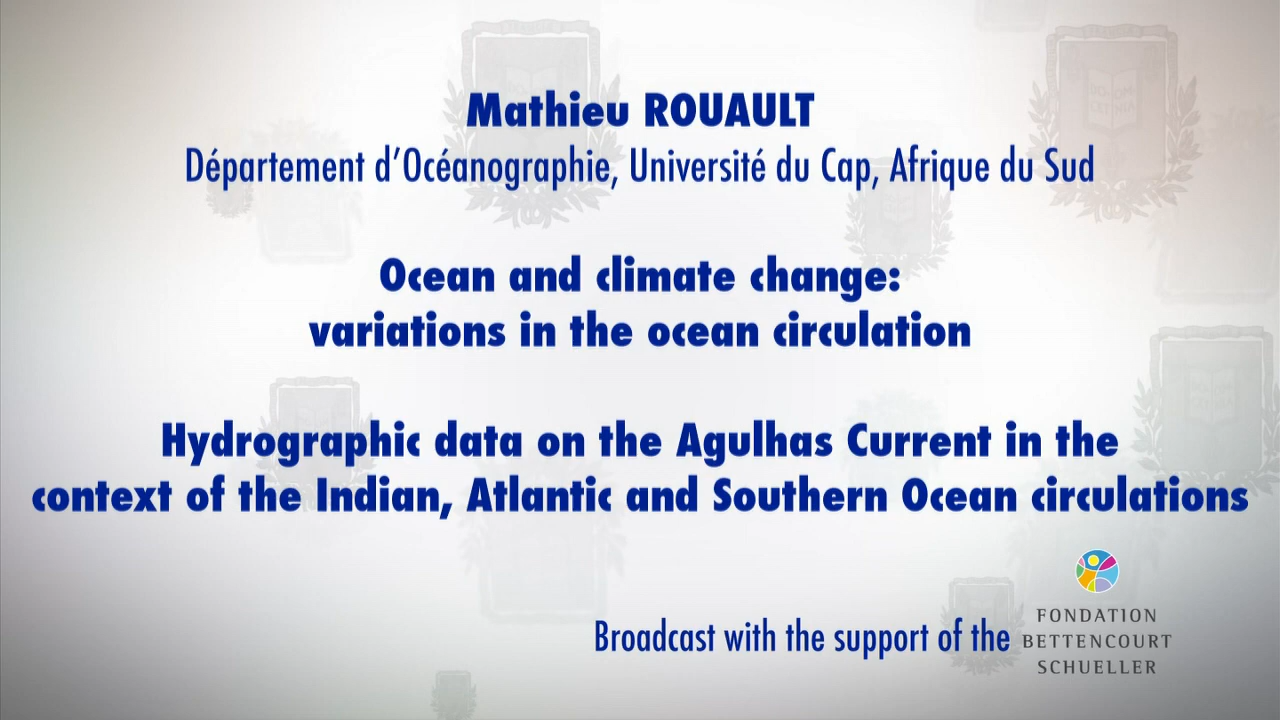 Mathieu ROUAULT
Département d'Océanographie, Université du Cap, Afrique du Sud
Ocean and climate change:
variations in the ocean circulation
Hydrographic data on the Agulhas Current in the
context of the Indian, Atlantic and Southern Ocean circulations
Broadcast with the support of the
FONDATION
BETTENCOURT
SCHUELLER